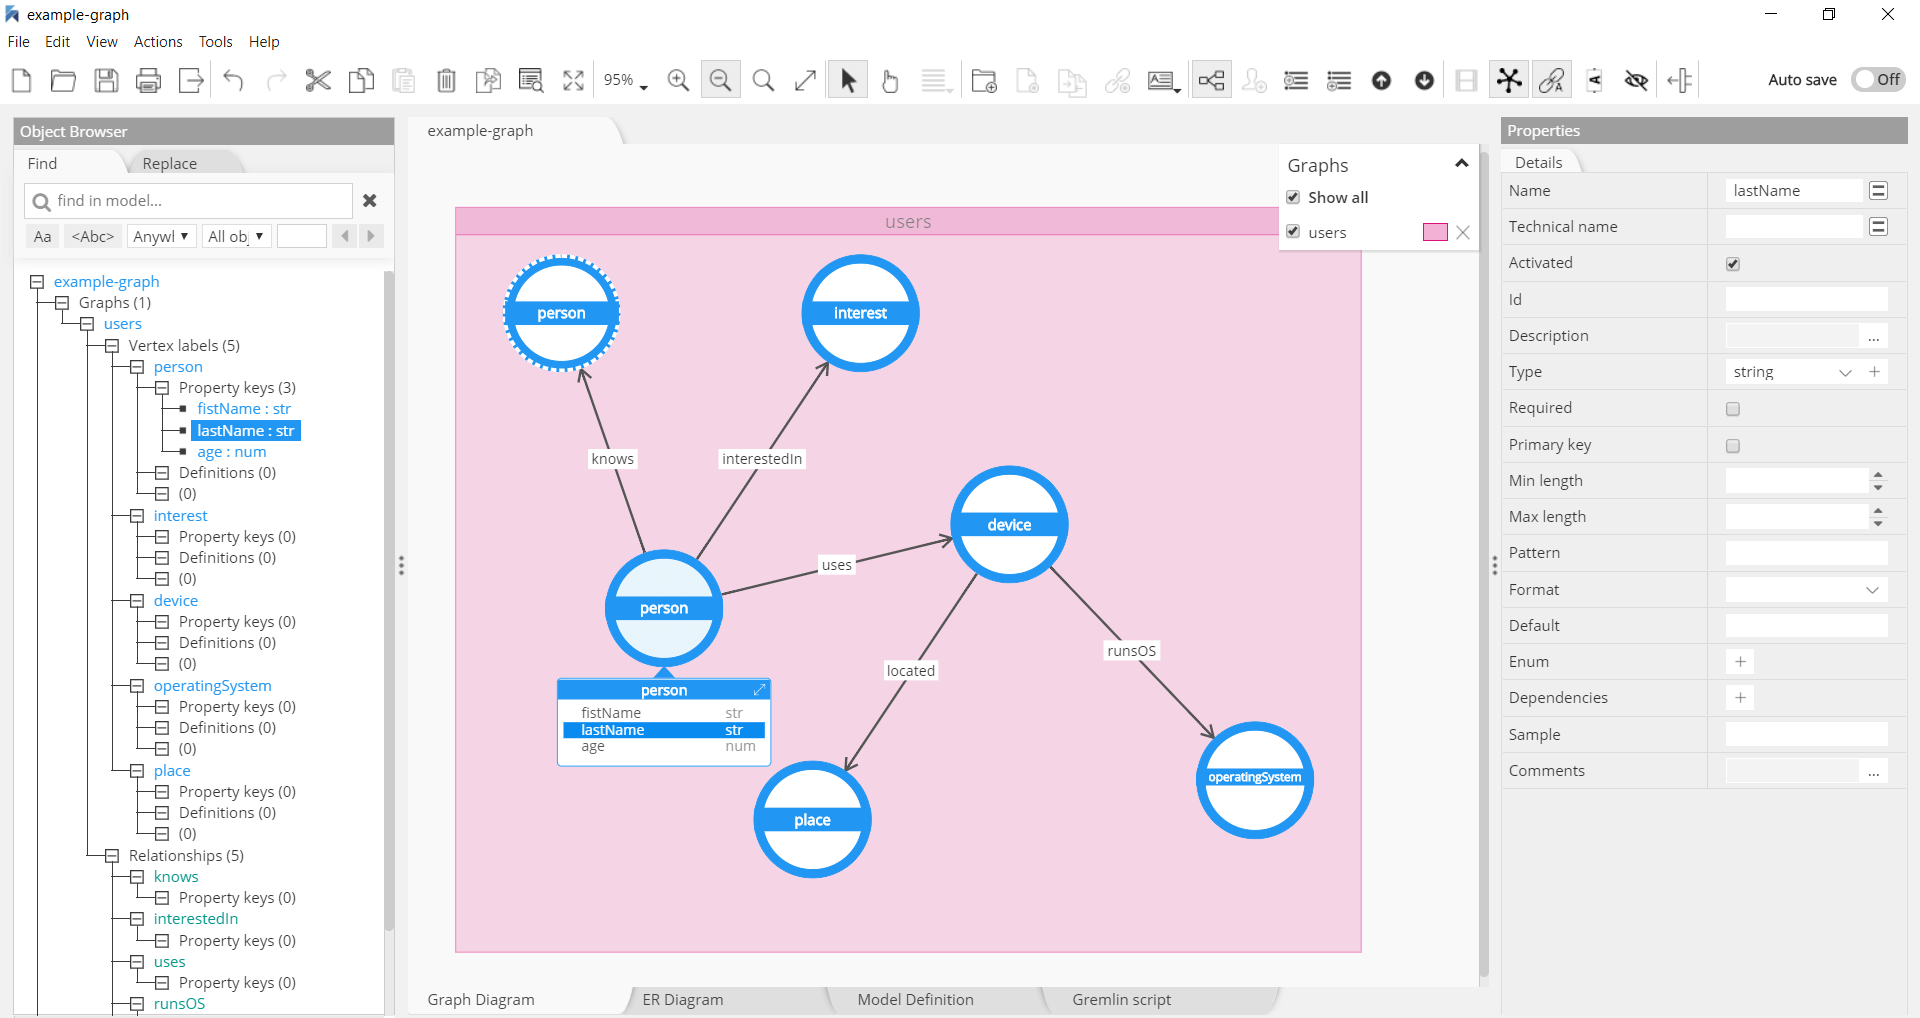 example-graph
File Edit View Actions Tools Help
95%
Auto save Off
Object Browser
Find Replace
find in model...
Aa <Abc> Anywl All obj
example-graph
Graphs (1)
users
Vertex labels (5)
person
Property keys (3)
fistName : str
lastName : str
age : num
Definitions (0)
(0)
interest
Property keys (0)
Definitions (0)
(0)
device
Property keys (0)
Definitions (0)
(0)
operatingSystem
Property keys (0)
Definitions (0)
(0)
place
Property keys (0)
Definitions (0)
(0)
Relationships (5)
knows
Property keys (0)
interestedIn
Property keys (0)
uses
Property keys (0)
runsOS
example-graph
Graphs
Show all
users
users
person
interest
knows
interestedIn
device
uses
person
runsOS
located
person
fistName str
lastName str
age num
operatingSystem
place
Graph Diagram ER Diagram Model Definition Gremlin script
Properties
Details
Name lastName
Technical name
Activated
Id
Description ...
Type string +
Required
Primary key
Min length
Max length
Pattern
Format
Default
Enum +
Dependencies +
Sample
Comments ...